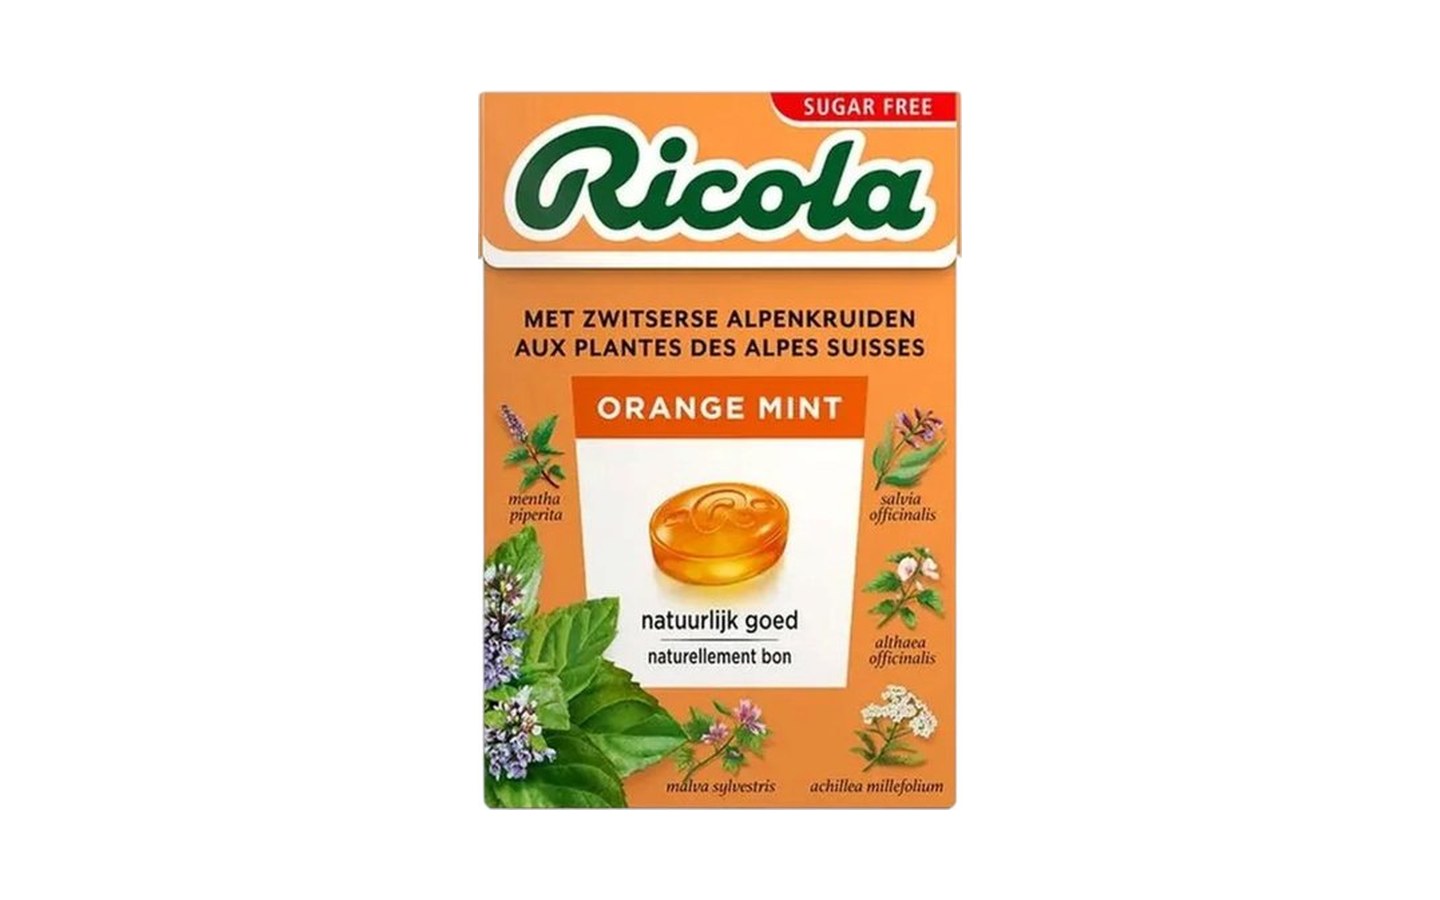 SUGAR FREE
Ricola
MET ZWITSERSE ALPENKRUIDEN
AUX PLANTES DES ALPES SUISSES
ORANGE MINT
mentha
piperita
salvia
officinalis
natuurlijk goed
naturellement bon
althaea
officinalis
malva sylvestris
achillea millefolium